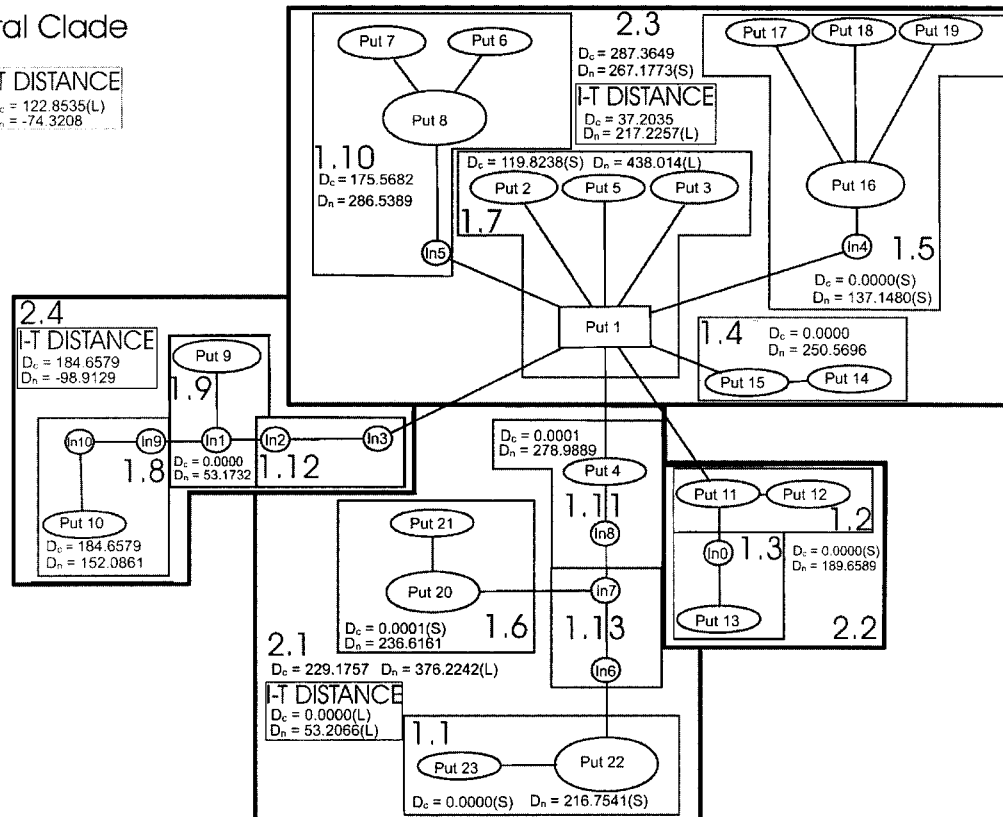 ral Clade
T DISTANCE
c = 122.8535(L)
n = -74.3208
2.3
Dc = 287.3649
Dn = 267.1773(S)
I-T DISTANCE
Dc = 37.2035
Dn = 217.2257(L)
Put 7
Put 6
Put 8
1.10
Dc = 175.5682
Dn = 286.5389
In5
Dc = 119.8238(S) Dn = 438.014(L)
Put 2
Put 5
Put 3
1.7
Put 1
Put 17
Put 18
Put 19
Put 16
In4
1.5
Dc = 0.0000(S)
Dn = 137.1480(S)
1.4
Dc = 0.0000
Dn = 250.5696
Put 15
Put 14
2.4
I-T DISTANCE
Dc = 184.6579
Dn = -98.9129
Put 9
1.9
In10
In9
In1
In2
In3
1.8
Dc = 0.0000
Dn = 53.1732
1.12
Put 10
Dc = 184.6579
Dn = 152.0861
Dc = 0.0001
Dn = 278.9889
Put 4
1.11
In8
Put 11
Put 12
1.2
In0
1.3
Dc = 0.0000(S)
Dn = 189.6589
Put 13
2.2
Put 21
Put 20
Dc = 0.0001(S)
Dn = 236.6161
1.6
In7
1.13
In6
2.1
Dc = 229.1757 Dn = 376.2242(L)
I-T DISTANCE
Dc = 0.0000(L)
Dn = 53.2066(L)
1.1
Put 23
Put 22
Dc = 0.0000(S) Dn = 216.7541(S)